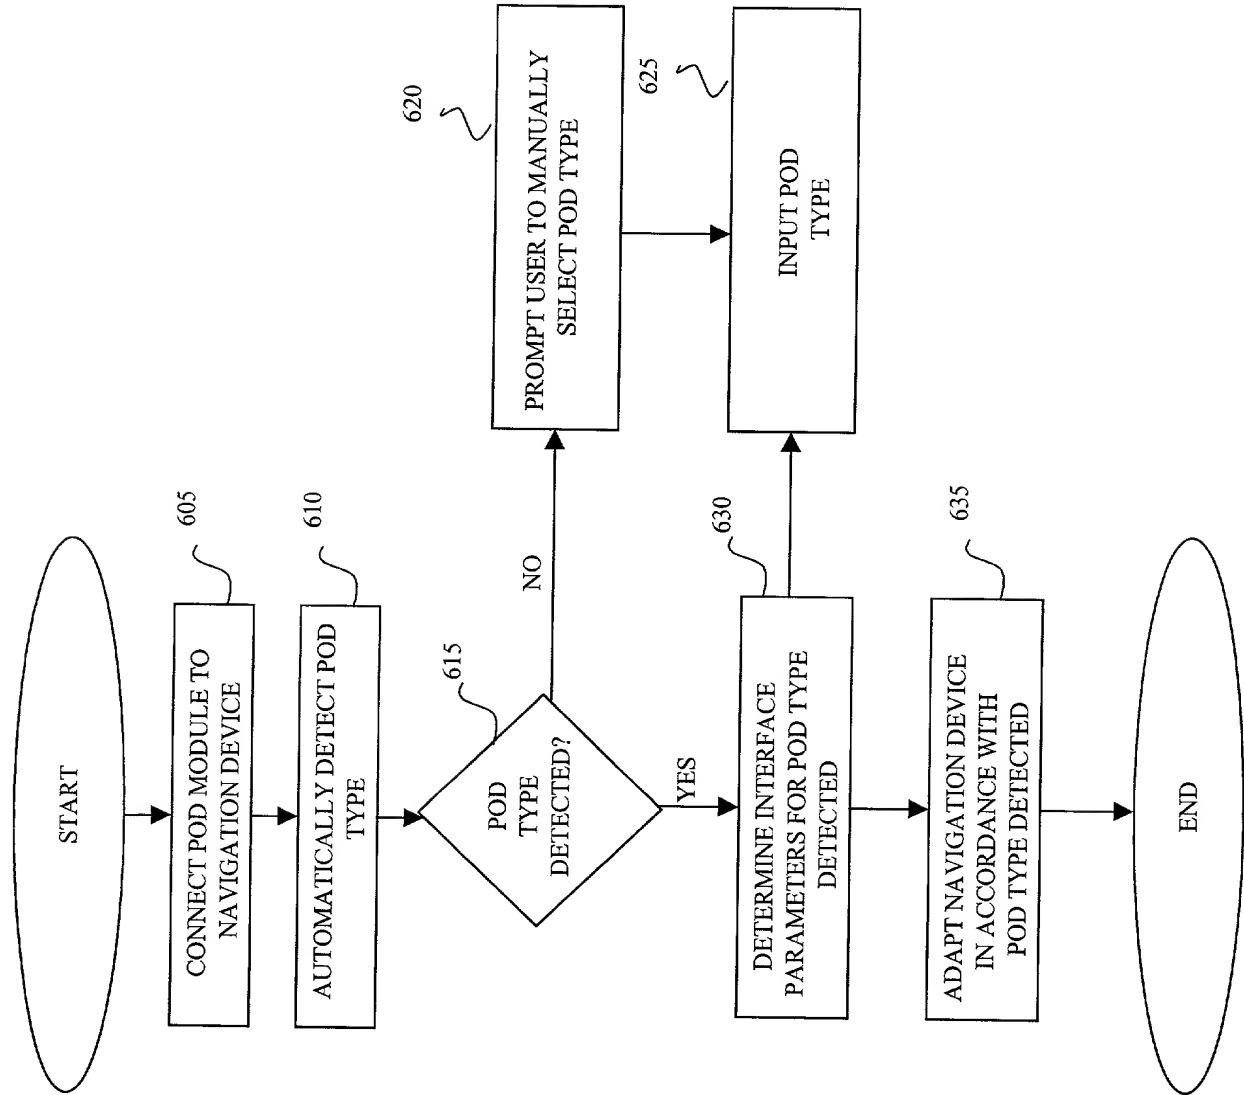 START
605
CONNECT POD MODULE TO
NAVIGATION DEVICE
610
AUTOMATICALLY DETECT POD
TYPE
615
POD
TYPE
DETECTED?
NO
620
PROMPT USER TO MANUALLY
SELECT POD TYPE
625
INPUT POD
TYPE
YES
630
DETERMINE INTERFACE
PARAMETERS FOR POD TYPE
DETECTED
635
ADAPT NAVIGATION DEVICE
IN ACCORDANCE WITH
POD TYPE DETECTED
END